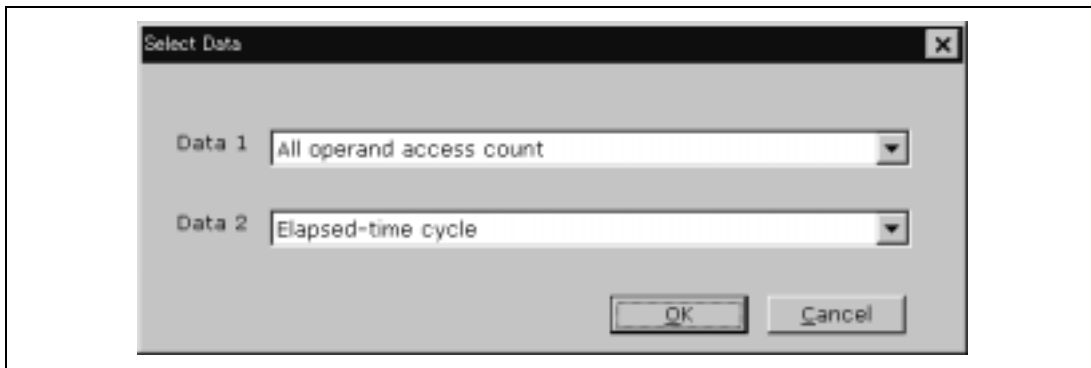 Select Data
Data 1 All operand access count
Data 2 Elapsed-time cycle
OK Cancel